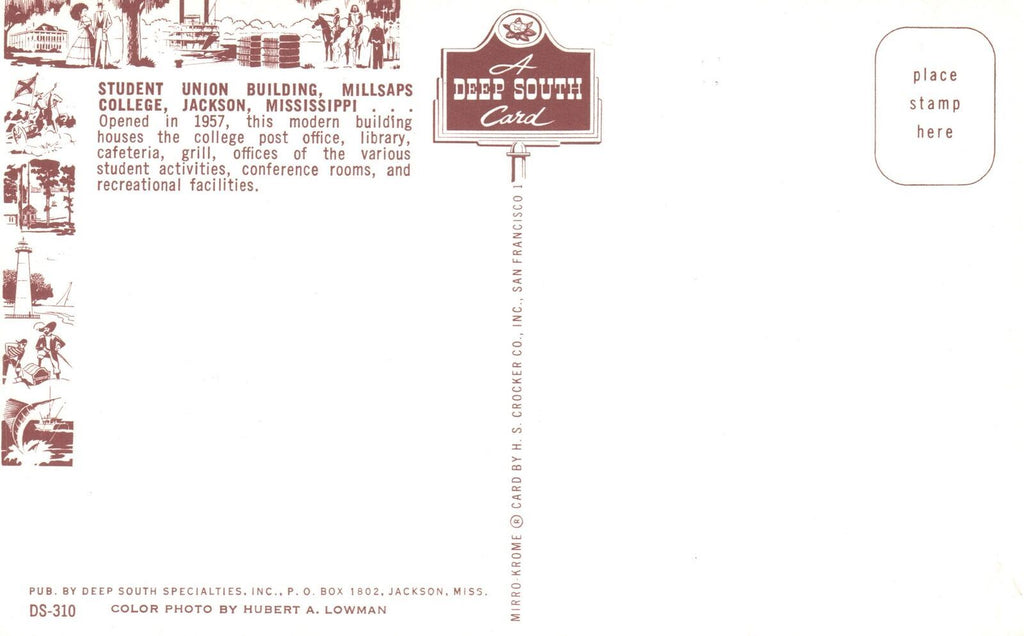 STUDENT UNION BUILDING, MILLSAPS
COLLEGE, JACKSON, MISSISSIPPI . . .
Opened in 1957, this modern building
houses the college post office, library,
cafeteria, grill, offices of the various
student activities, conference rooms, and
recreational facilities.
A
DEEP SOUTH
Card
place
stamp
here
MIRRO-KROME ® CARD BY H. S. CROCKER CO., INC., SAN FRANCISCO 1
PUB. BY DEEP SOUTH SPECIALTIES, INC., P. O. BOX 1802, JACKSON, MISS.
DS-310 COLOR PHOTO BY HUBERT A. LOWMAN